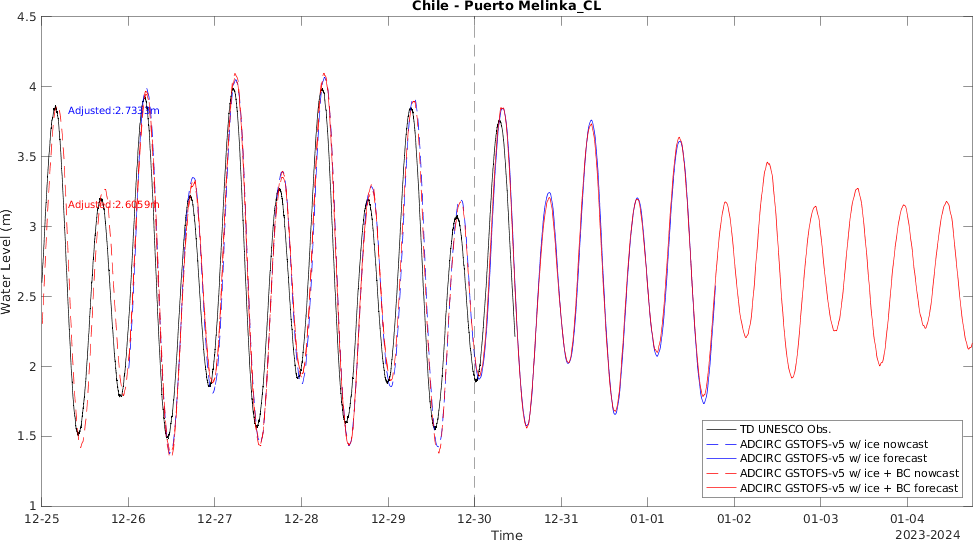 Chile - Puerto Melinka_CL
4.5
4
3.5
3
2.5
2
1.5
1
Water Level (m)
Adjusted:2.7333m
Adjusted:2.6059m
TD UNESCO Obs.
ADCIRC GSTOFS-v5 w/ ice nowcast
ADCIRC GSTOFS-v5 w/ ice forecast
ADCIRC GSTOFS-v5 w/ ice + BC nowcast
ADCIRC GSTOFS-v5 w/ ice + BC forecast
12-25 12-26 12-27 12-28 12-29 12-30 12-31 01-01 01-02 01-03 01-04
Time
2023-2024